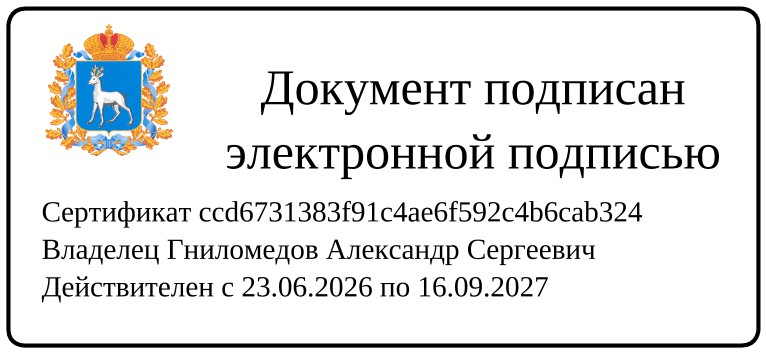 Документ подписан
электронной подписью
Сертификат ccd6731383f91c4ae6f592c4b6cab324
Владелец Гниломедов Александр Сергеевич
Действителен с 23.06.2026 по 16.09.2027